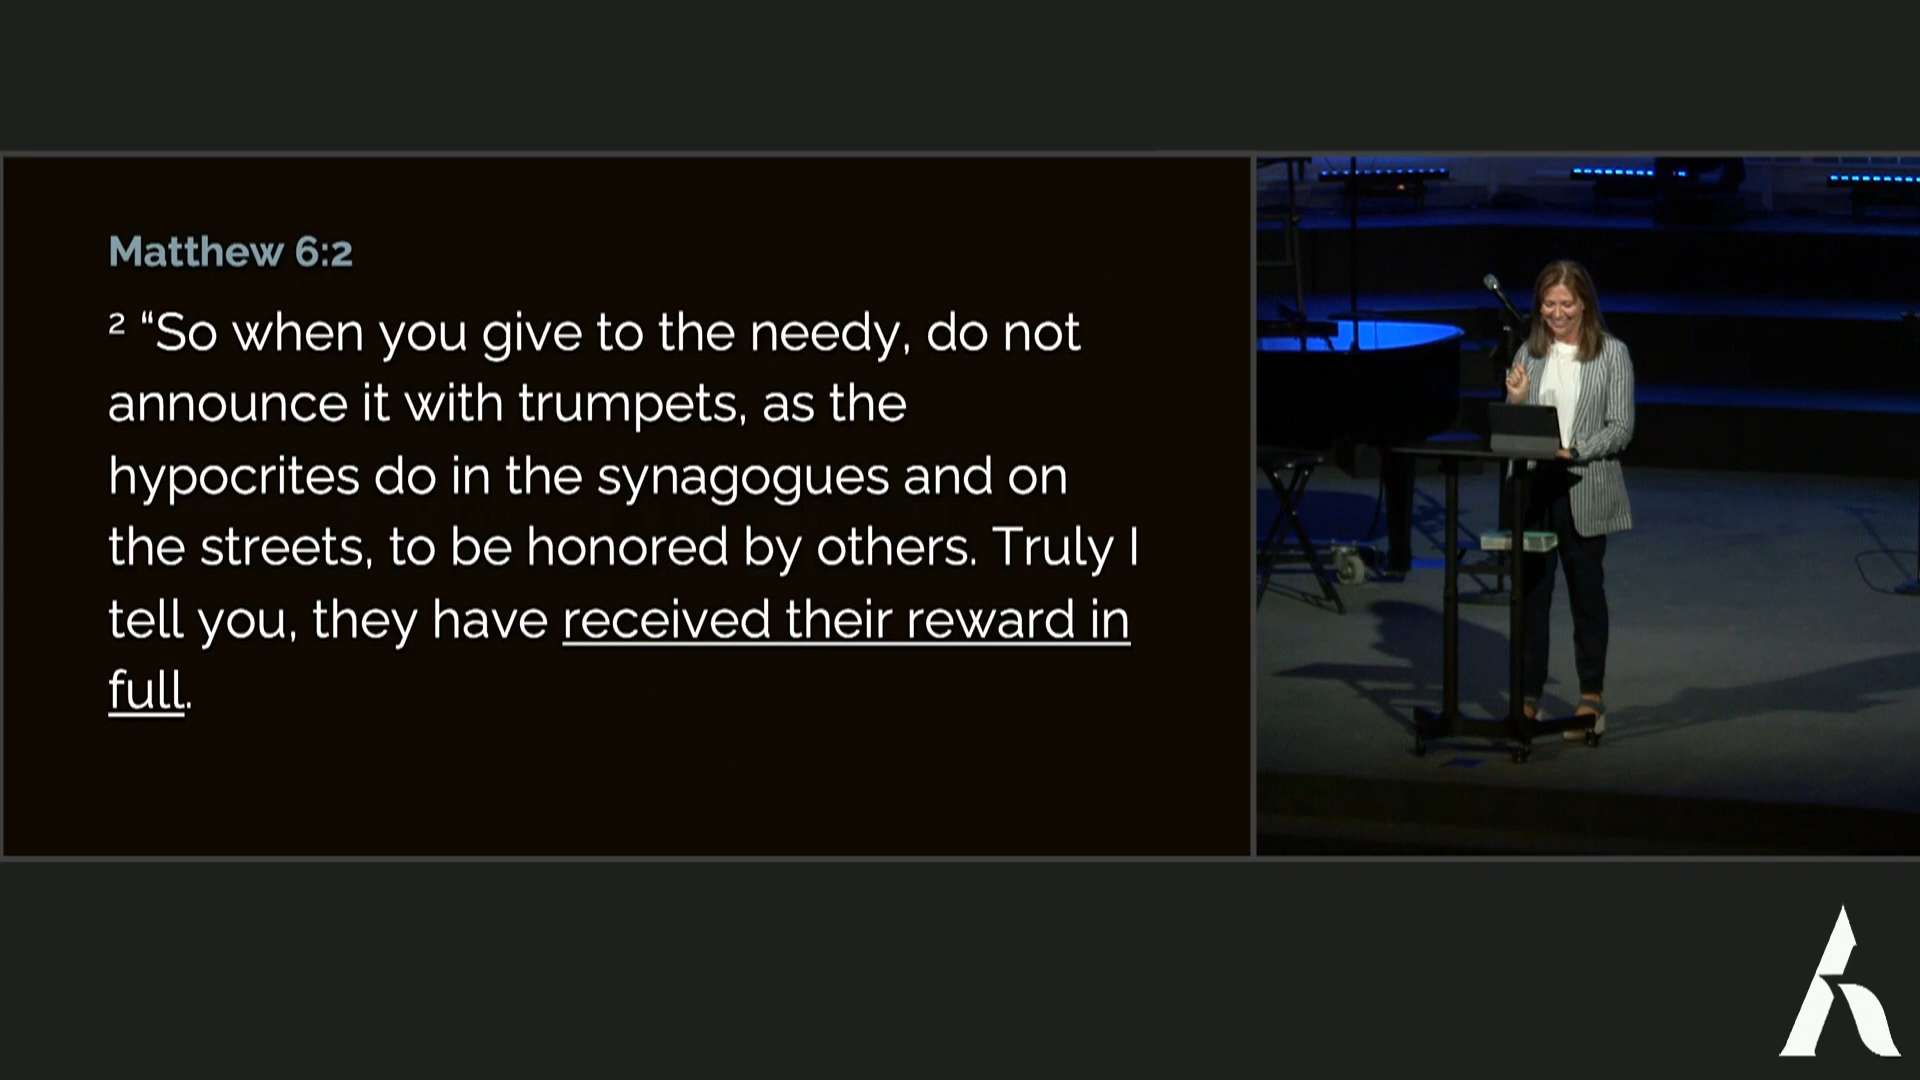 Matthew 6:2
² “So when you give to the needy, do not
announce it with trumpets, as the
hypocrites do in the synagogues and on
the streets, to be honored by others. Truly I
tell you, they have received their reward in
full.